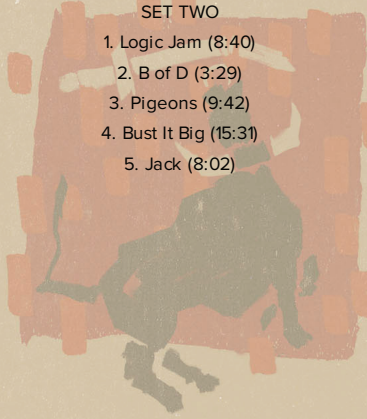 SET TWO
1. Logic Jam (8:40)
2. B of D (3:29)
3. Pigeons (9:42)
4. Bust It Big (15:31)
5. Jack (8:02)